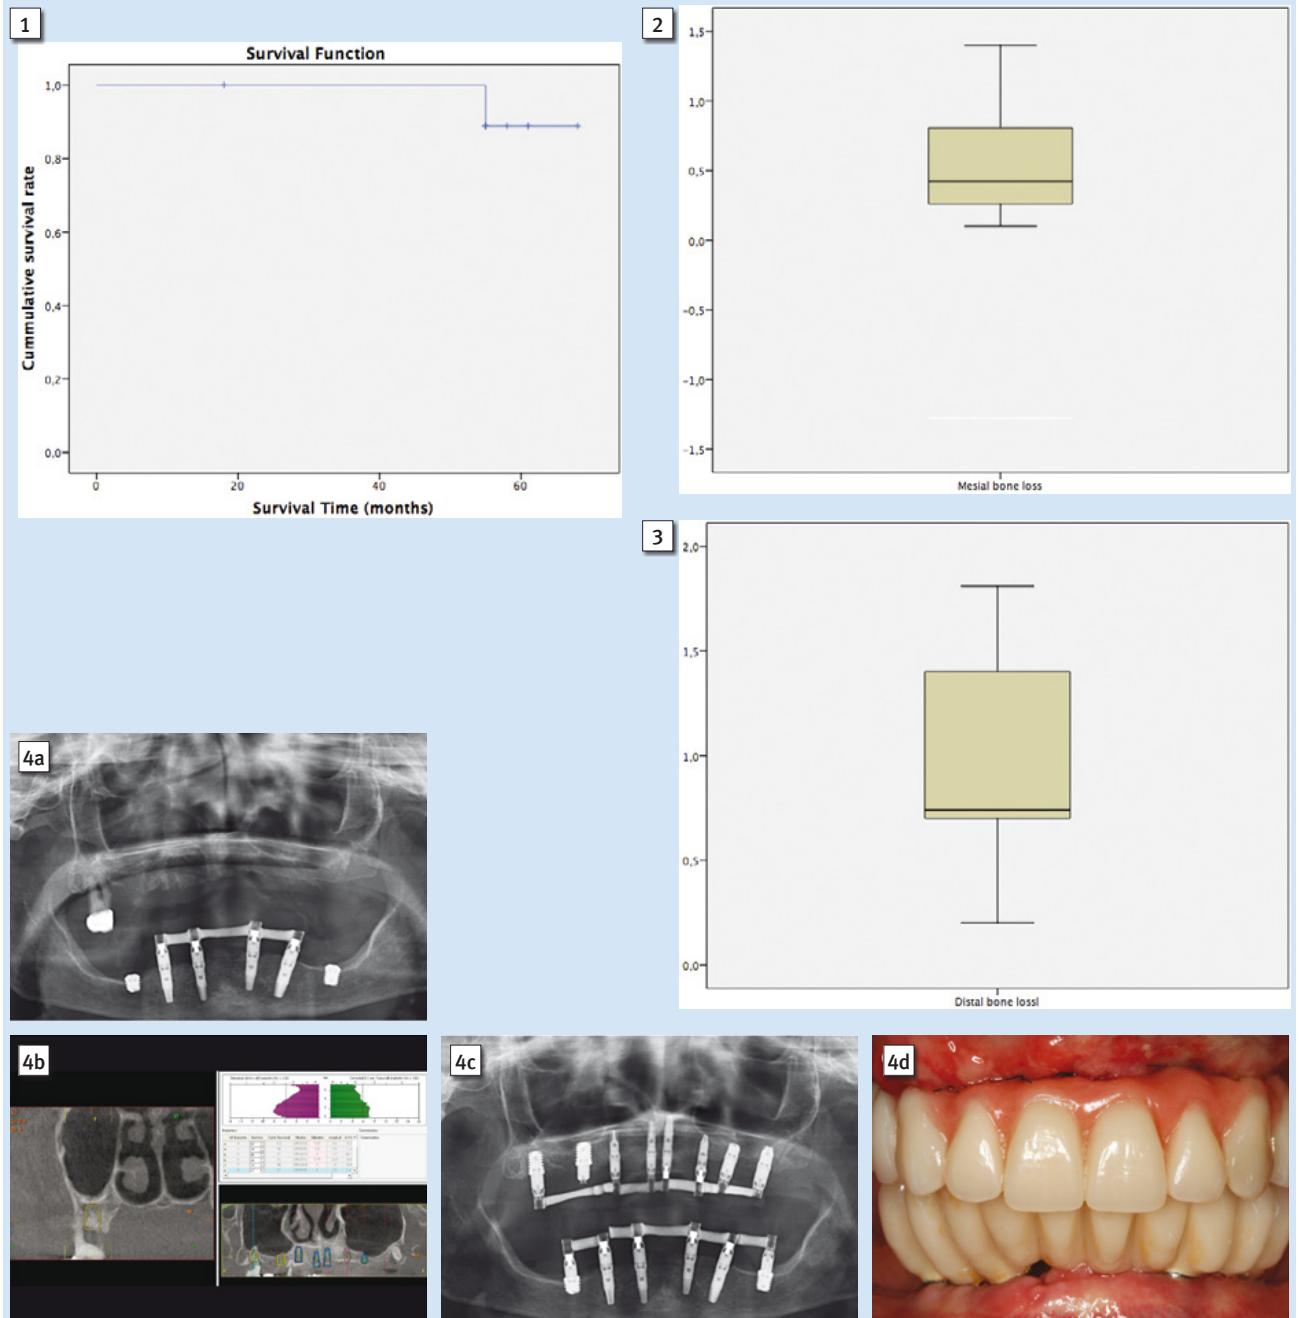 1
Survival Function
1,0
0,8
0,6
0,4
0,2
0,0
Cummulative survival rate
0
20
40
60
Survival Time (months)
2
1,5
1,0
0,5
0,0
-0,5
-1,0
-1,5
Mesial bone loss
3
2,0
1,5
1,0
0,5
0,0
Distal bone lossl
4a
4b
4c
4d